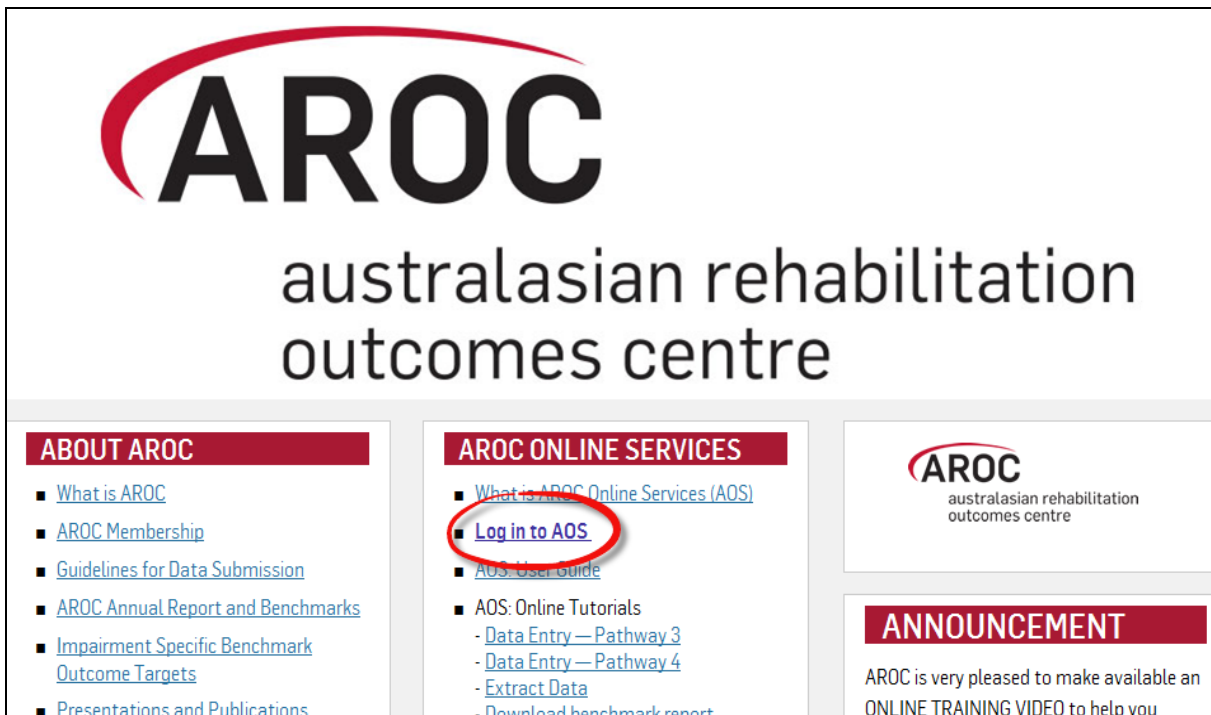 AROC
australasian rehabilitation
outcomes centre
ABOUT AROC
What is AROC
AROC Membership
Guidelines for Data Submission
AROC Annual Report and Benchmarks
Impairment Specific Benchmark
Outcome Targets
Presentations and Publications
AROC ONLINE SERVICES
What is AROC Online Services (AOS)
Log in to AOS
AOS: User Guide
AOS: Online Tutorials
- Data Entry — Pathway 3
- Data Entry — Pathway 4
- Extract Data
- Download benchmark report
AROC
australasian rehabilitation
outcomes centre
ANNOUNCEMENT
AROC is very pleased to make available an
ONLINE TRAINING VIDEO to help you